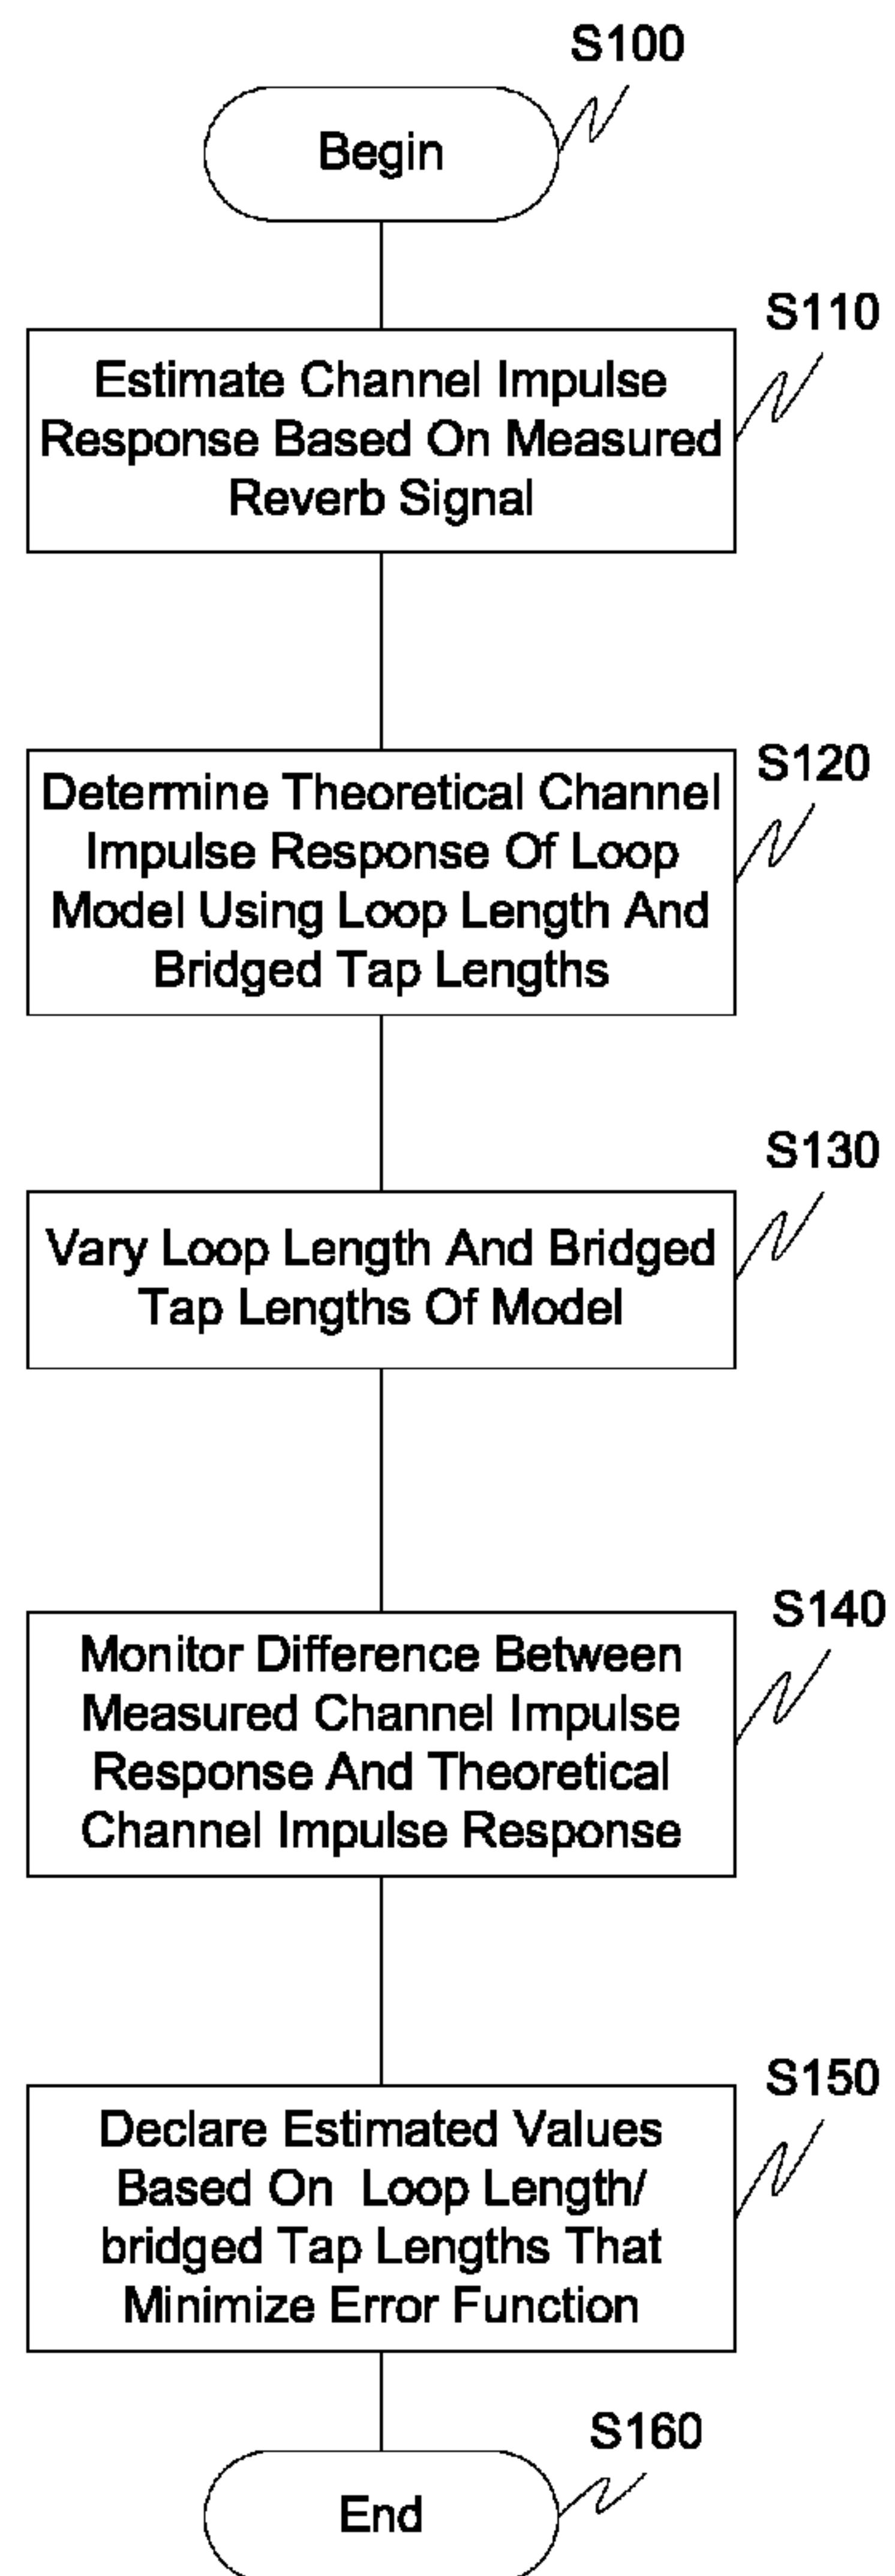 S100
Begin
S110
Estimate Channel Impulse
Response Based On Measured
Reverb Signal
S120
Determine Theoretical Channel
Impulse Response Of Loop
Model Using Loop Length And
Bridged Tap Lengths
S130
Vary Loop Length And Bridged
Tap Lengths Of Model
S140
Monitor Difference Between
Measured Channel Impulse
Response And Theoretical
Channel Impulse Response
S150
Declare Estimated Values
Based On Loop Length/
bridged Tap Lengths That
Minimize Error Function
S160
End